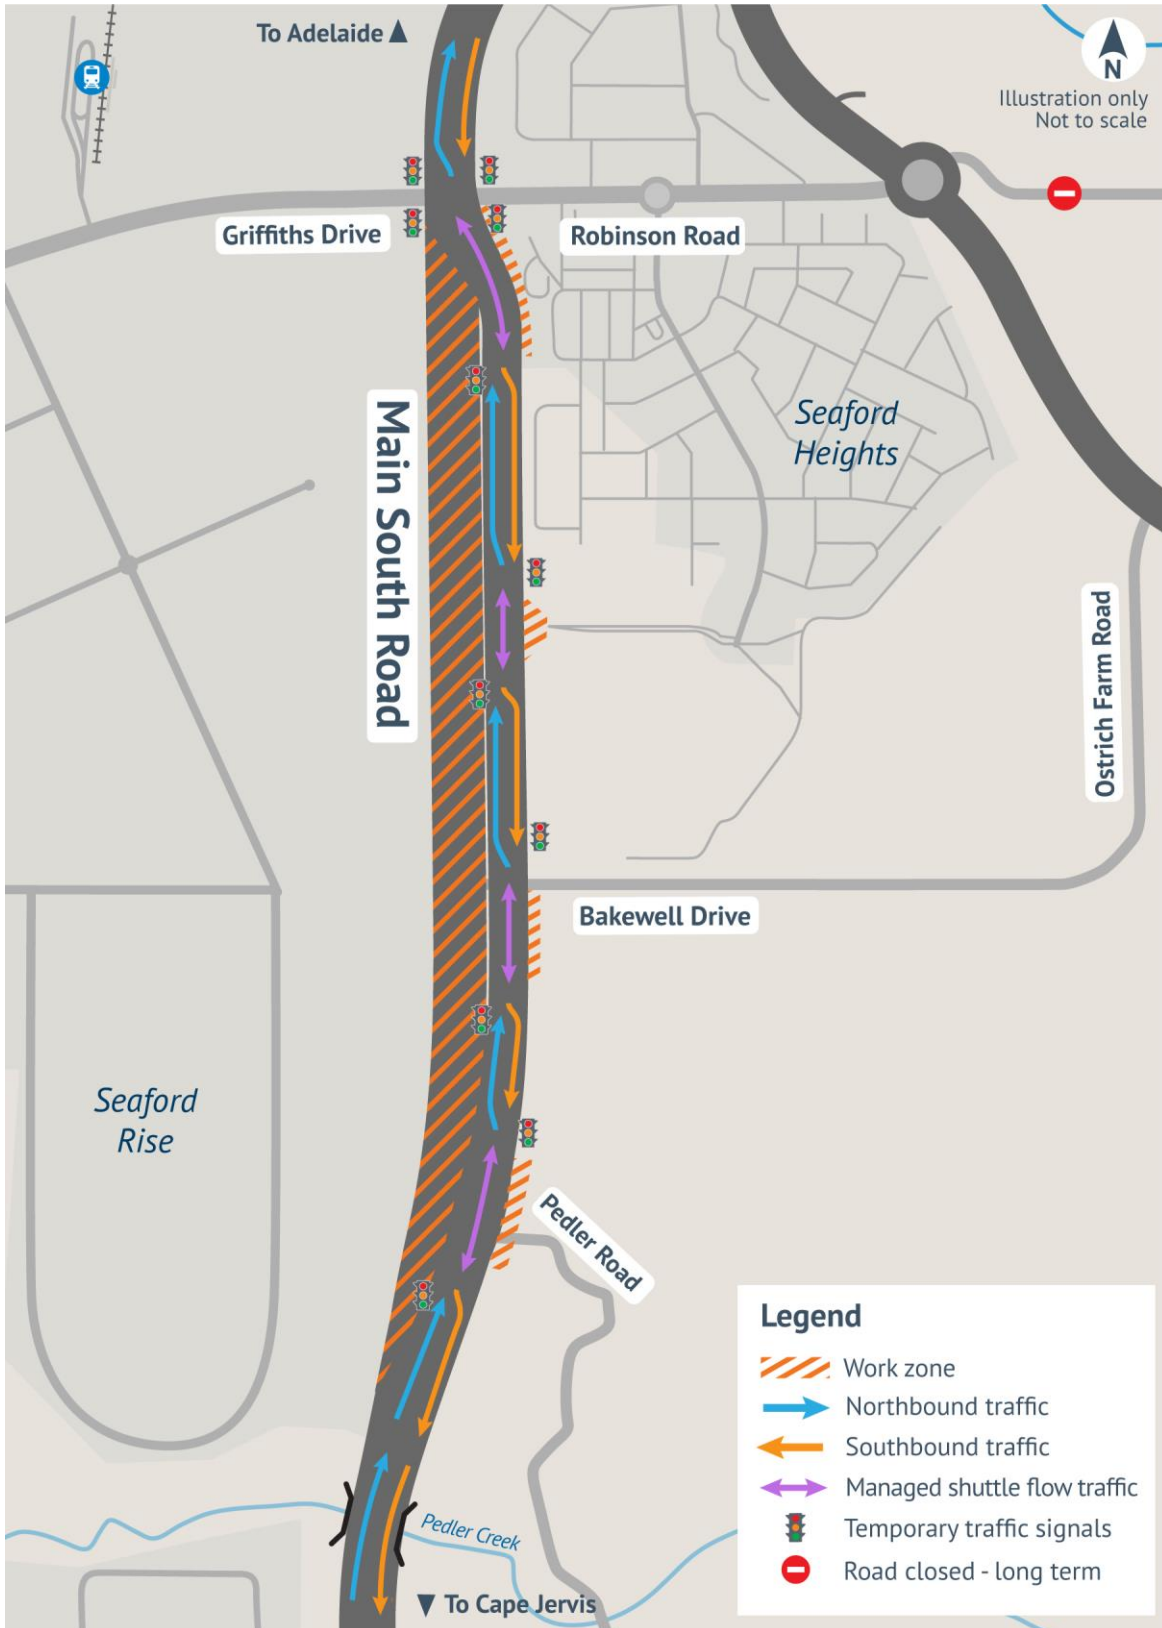 To Adelaide
N
Illustration only
Not to scale
Griffiths Drive
Robinson Road
Main South Road
Seaford
Heights
Ostrich Farm Road
Bakewell Drive
Seaford
Rise
Pedler Road
Pedler Creek
To Cape Jervis
Legend
Work zone
Northbound traffic
Southbound traffic
Managed shuttle flow traffic
Temporary traffic signals
Road closed - long term